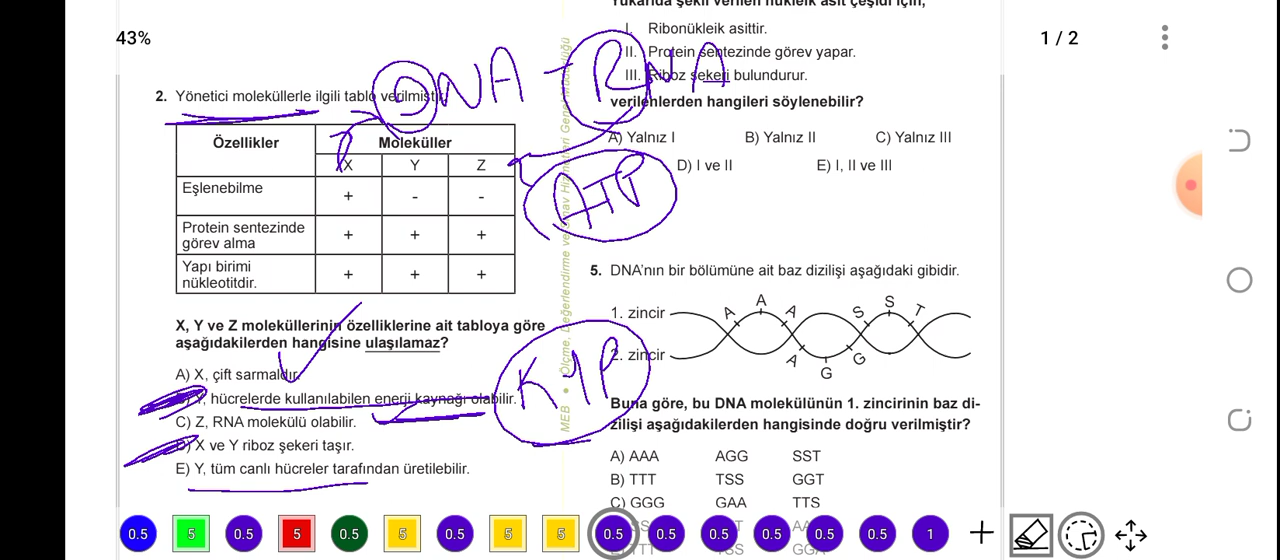 43%
1 / 2
2. Yönetici moleküllerle ilgili tablo verilmiştir.
Özellikler
Moleküller
X Y Z
Eşlenebilme + - -
Protein sentezinde görev alma + + +
Yapı birimi nükleotitdir. + + +
X, Y ve Z moleküllerinin özelliklerine ait tabloya göre
aşağıdakilerden hangisine ulaşılamaz?
A) X, çift sarmaldır.
B) Y, hücrelerde kullanılabilen enerji kaynağı olabilir.
C) Z, RNA molekülü olabilir.
D) X ve Y riboz şekeri taşır.
E) Y, tüm canlı hücreler tarafından üretilebilir.
DNA - RNA
ATP
KYP
MEB • Ölçme, Değerlendirme ve Sınav Hizmetleri Genel Müdürlüğü
Yukarıda şekli verilen nükleik asit çeşidi için,
I. Ribonükleik asittir.
II. Protein sentezinde görev yapar.
III. Riboz şekeri bulundurur.
verilenlerden hangileri söylenebilir?
A) Yalnız I B) Yalnız II C) Yalnız III
D) I ve II E) I, II ve III
5. DNA'nın bir bölümüne ait baz dizilişi aşağıdaki gibidir.
1. zincir
A A A S S T
2. zincir
A G G
Buna göre, bu DNA molekülünün 1. zincirinin baz di-
zilişi aşağıdakilerden hangisinde doğru verilmiştir?
A) AAA AGG SST
B) TTT TSS GGT
C) GGG GAA TTS
0.5 5 0.5 5 0.5 5 0.5 5 5 0.5 0.5 0.5 0.5 0.5 0.5 1